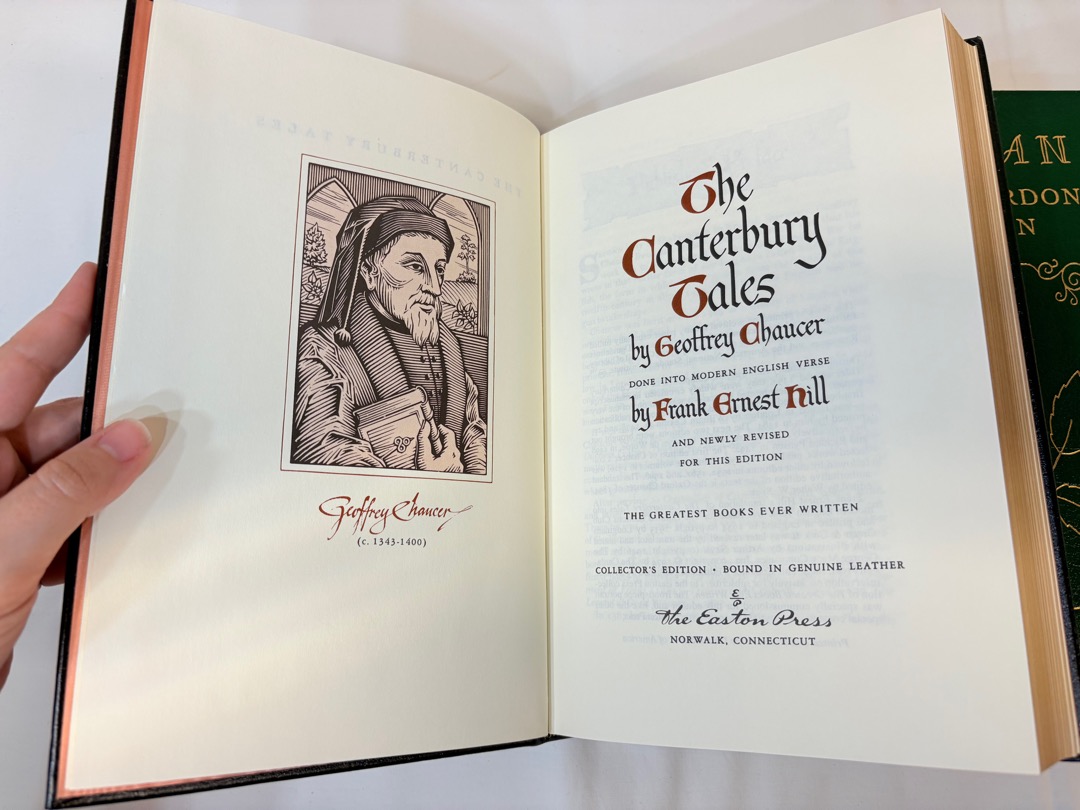 Geoffrey Chaucer
(c. 1343-1400)
The
Canterbury
Tales
by Geoffrey Chaucer
DONE INTO MODERN ENGLISH VERSE
by Frank Ernest Hill
AND NEWLY REVISED
FOR THIS EDITION
THE GREATEST BOOKS EVER WRITTEN
COLLECTOR'S EDITION • BOUND IN GENUINE LEATHER
E
P
The Easton Press
NORWALK, CONNECTICUT
AN
RDON
N